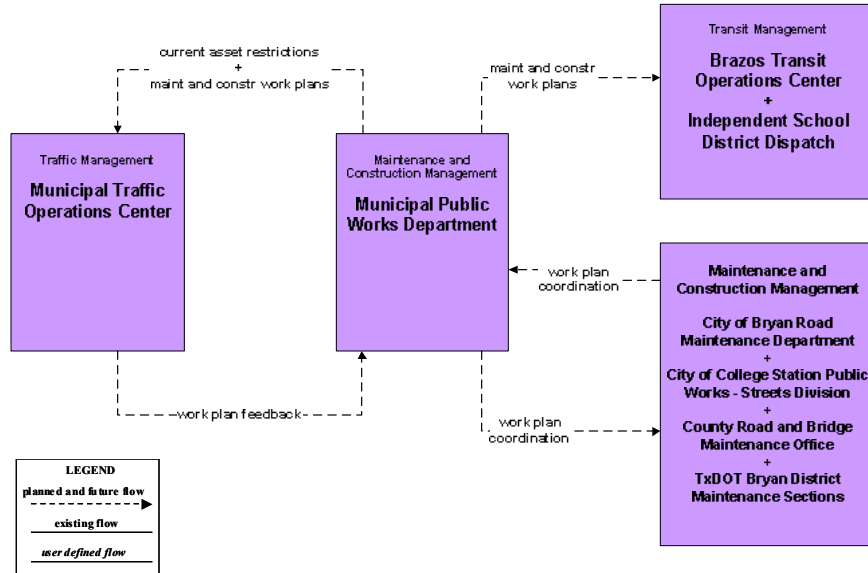 current asset restrictions
+
maint and constr work plans
Traffic Management
Municipal Traffic
Operations Center
Maintenance and
Construction Management
Municipal Public
Works Department
maint and constr
work plans
Transit Management
Brazos Transit
Operations Center
+
Independent School
District Dispatch
work plan
coordination
Maintenance and
Construction Management
City of Bryan Road
Maintenance Department
+
City of College Station Public
Works - Streets Division
+
County Road and Bridge
Maintenance Office
+
TxDOT Bryan District
Maintenance Sections
work plan feedback
work plan
coordination
LEGEND
planned and future flow
existing flow
user defined flow